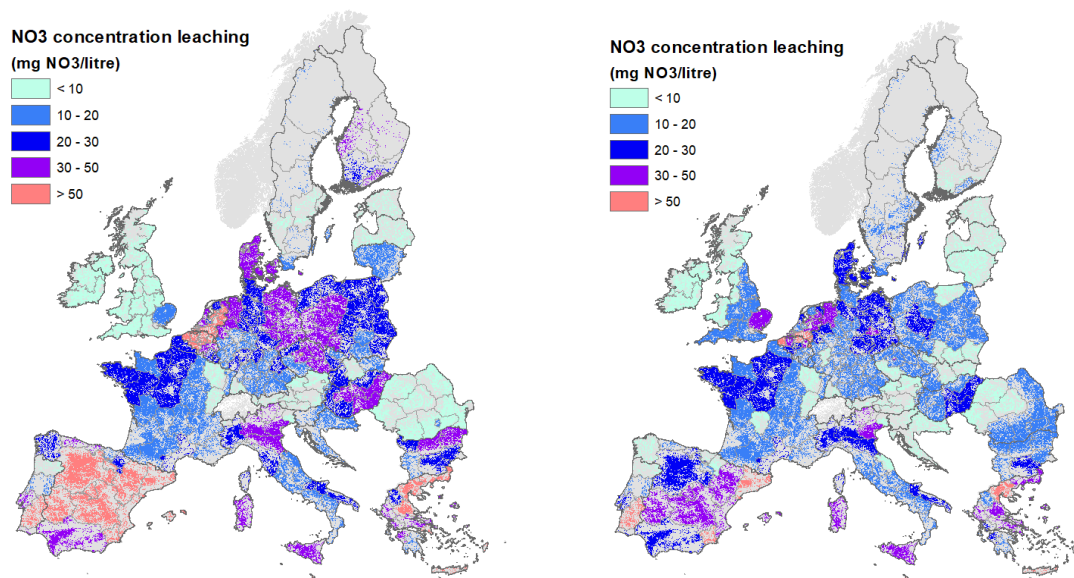 NO3 concentration leaching
(mg NO3/litre)
< 10
10 - 20
20 - 30
30 - 50
> 50
NO3 concentration leaching
(mg NO3/litre)
< 10
10 - 20
20 - 30
30 - 50
> 50